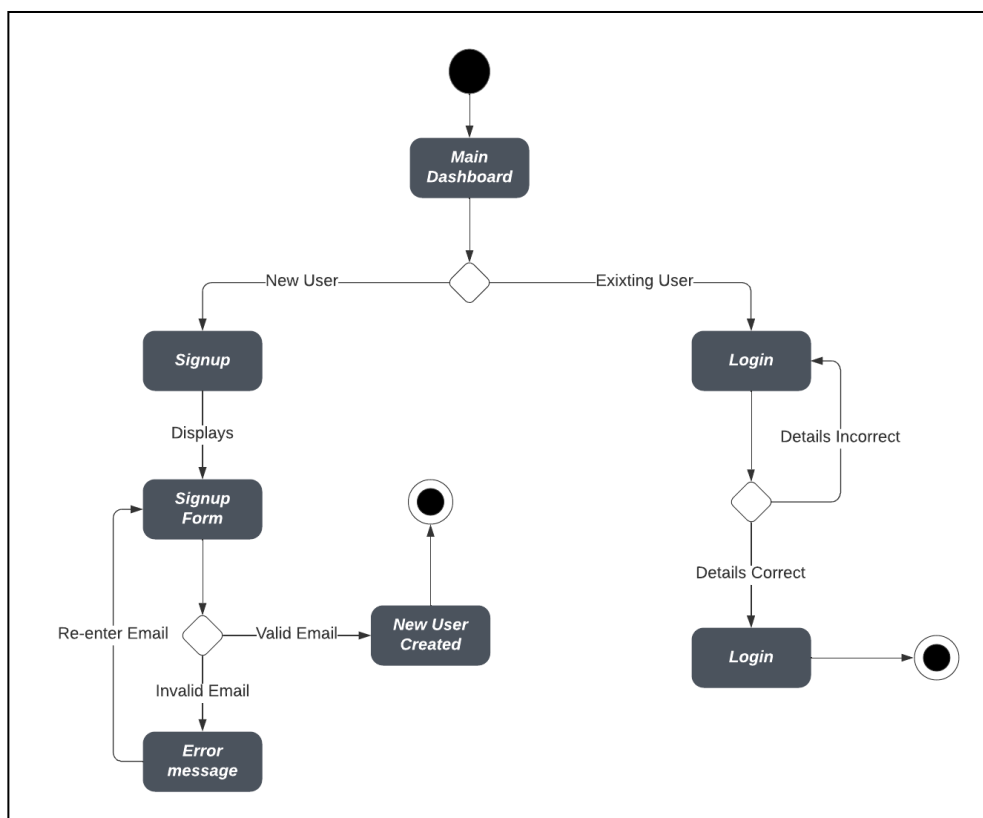 Main
Dashboard
New User
Exixting User
Signup
Login
Displays
Details Incorrect
Signup
Form
Details Correct
Re-enter Email
Valid Email
New User
Created
Login
Invalid Email
Error
message